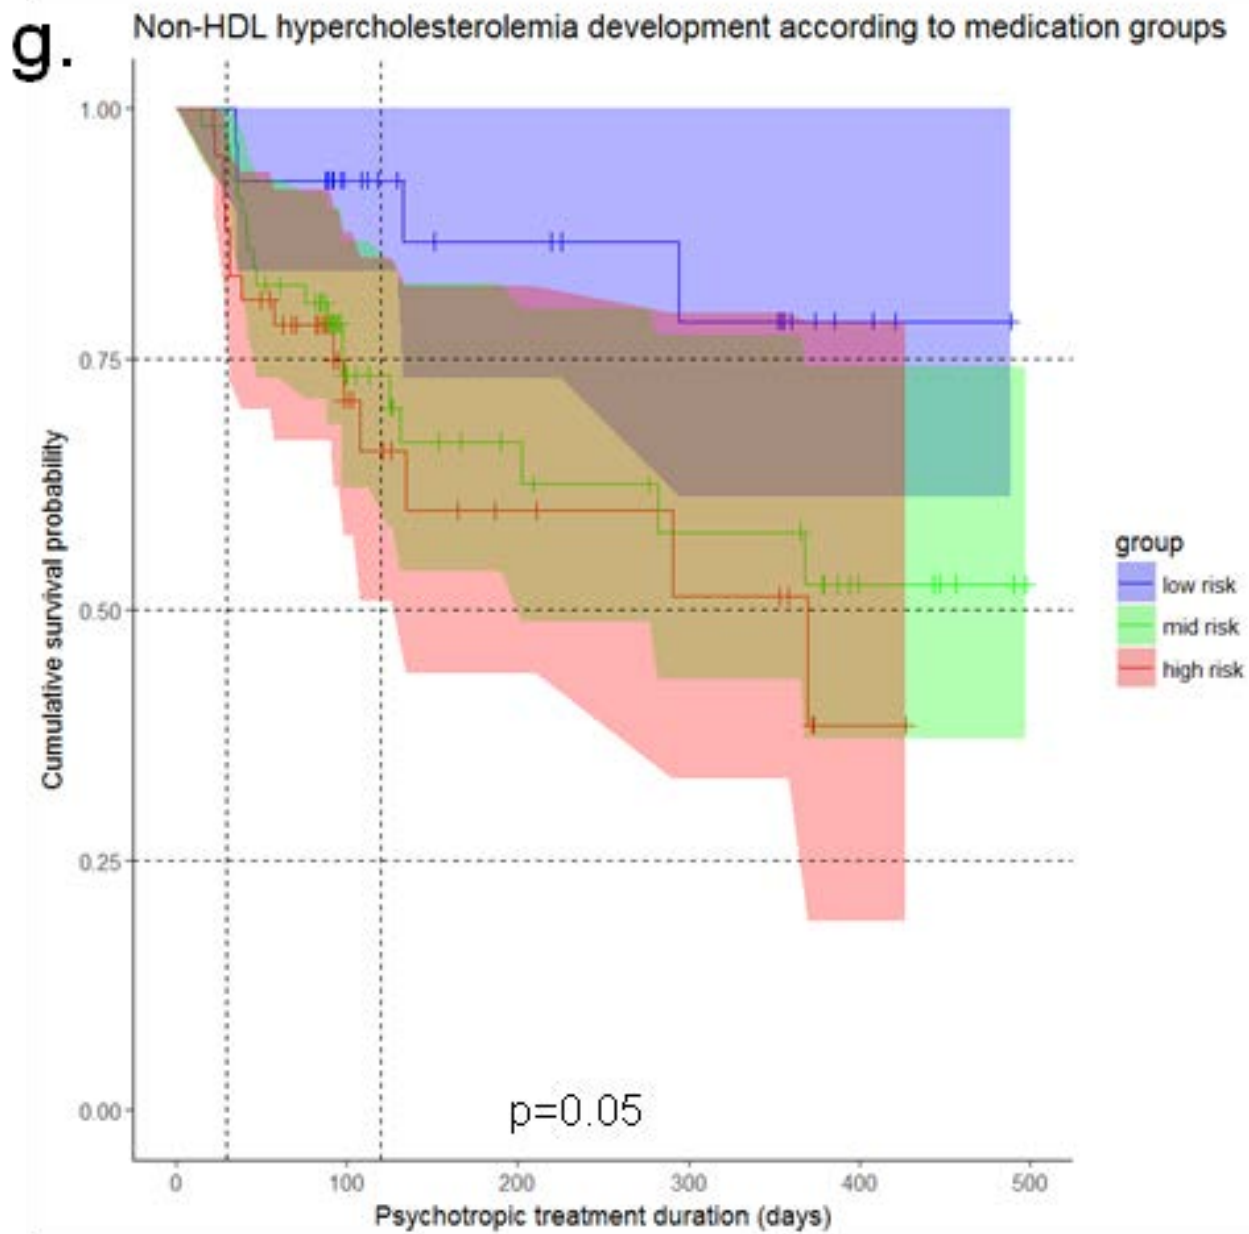 g.
Non-HDL hypercholesterolemia development according to medication groups
Cumulative survival probability
1.00
0.75
0.50
0.25
0.00
p=0.05
0 100 200 300 400 500
Psychotropic treatment duration (days)
group
low risk
mid risk
high risk